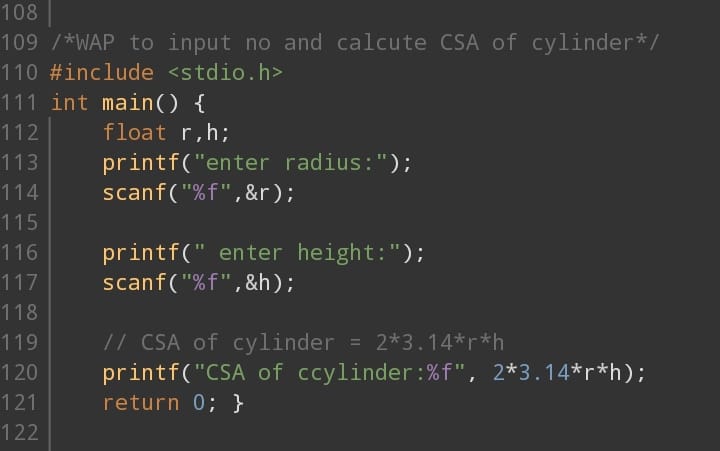 108
109 /*WAP to input no and calcute CSA of cylinder*/
110 #include <stdio.h>
111 int main() {
112 float r,h;
113 printf("enter radius:");
114 scanf("%f",&r);
115
116 printf(" enter height:");
117 scanf("%f",&h);
118
119 // CSA of cylinder = 2*3.14*r*h
120 printf("CSA of ccylinder:%f", 2*3.14*r*h);
121 return 0; }
122